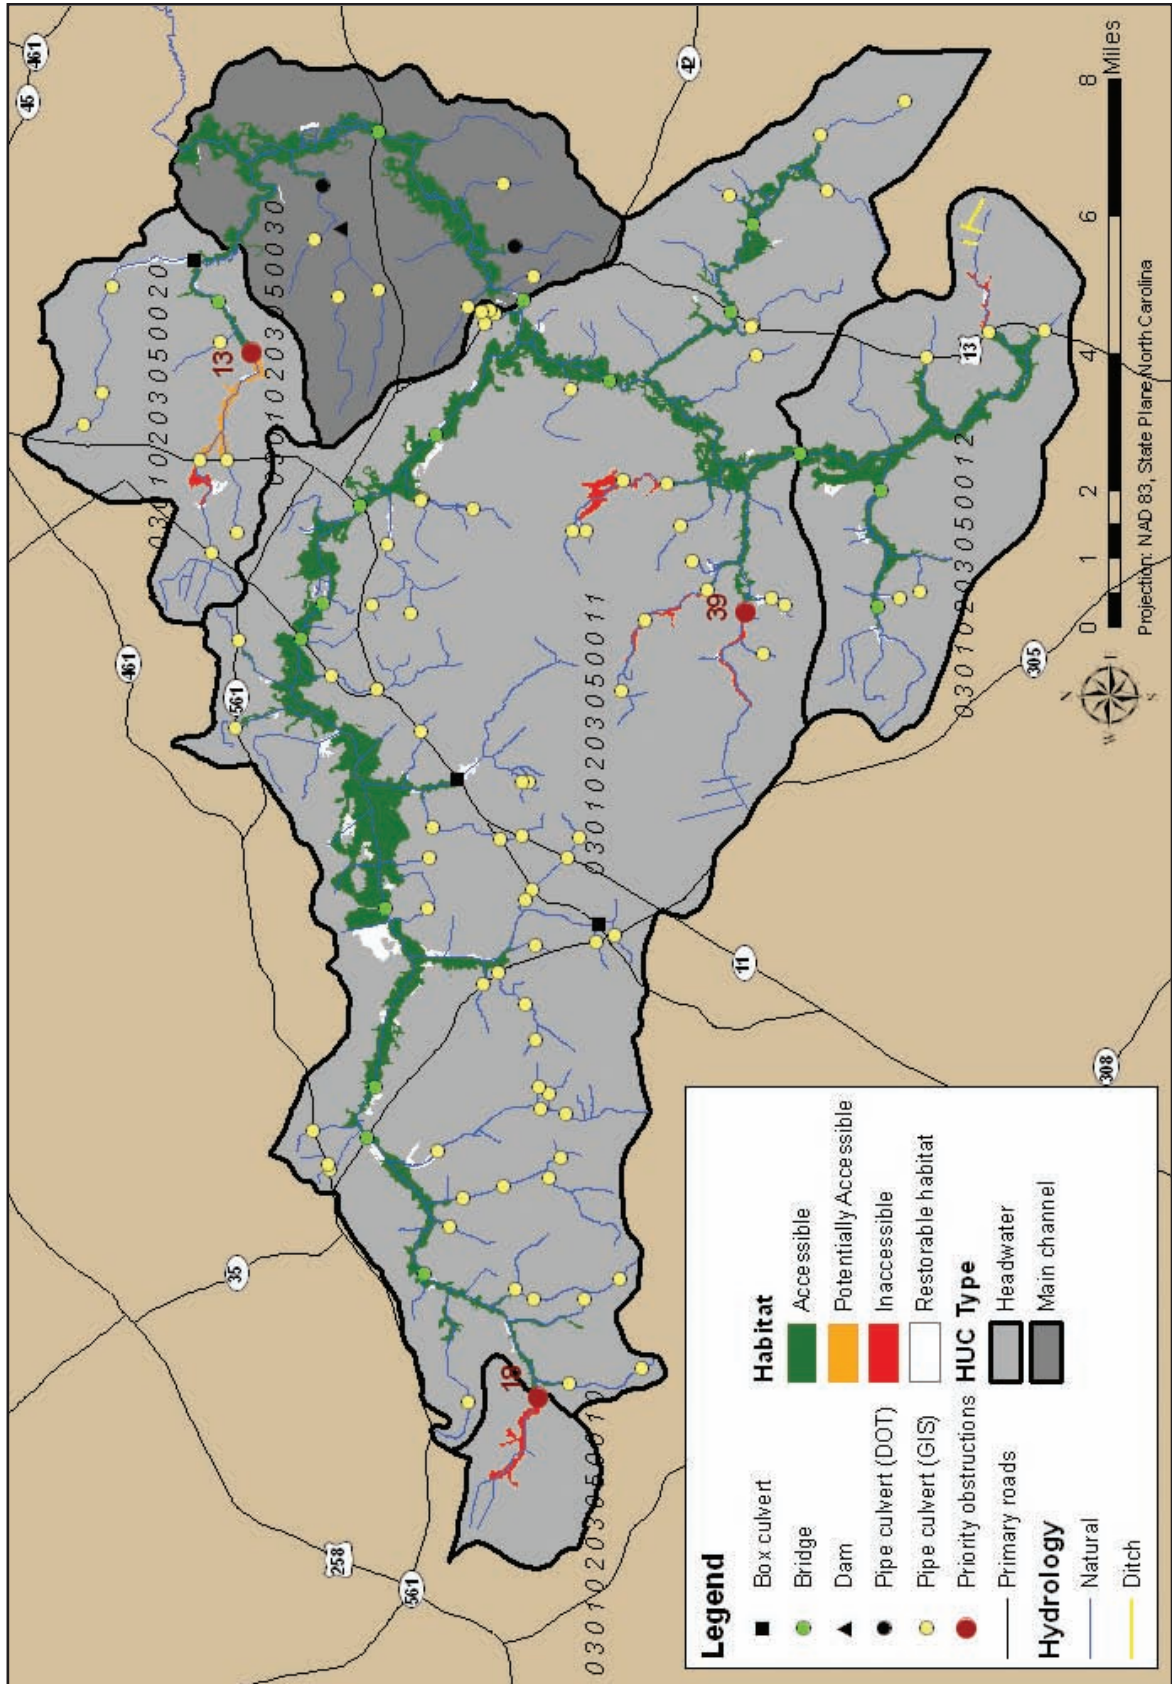 461
45
42
03010203050020
13
03010203050030
13
03010203050012
03010203050011
39
461
561
305
11
308
35
18
03010203050010
258
561
0 1 2 4 6 8 Miles
Projection: NAD 83, State Plane, North Carolina
N
W E
S
Legend
Box culvert
Bridge
Dam
Pipe culvert (DOT)
Pipe culvert (GIS)
Priority obstructions
Primary roads
Hydrology
Natural
Ditch
Habitat
Accessible
Potentially Accessible
Inaccessible
Restorable habitat
HUC Type
Headwater
Main channel